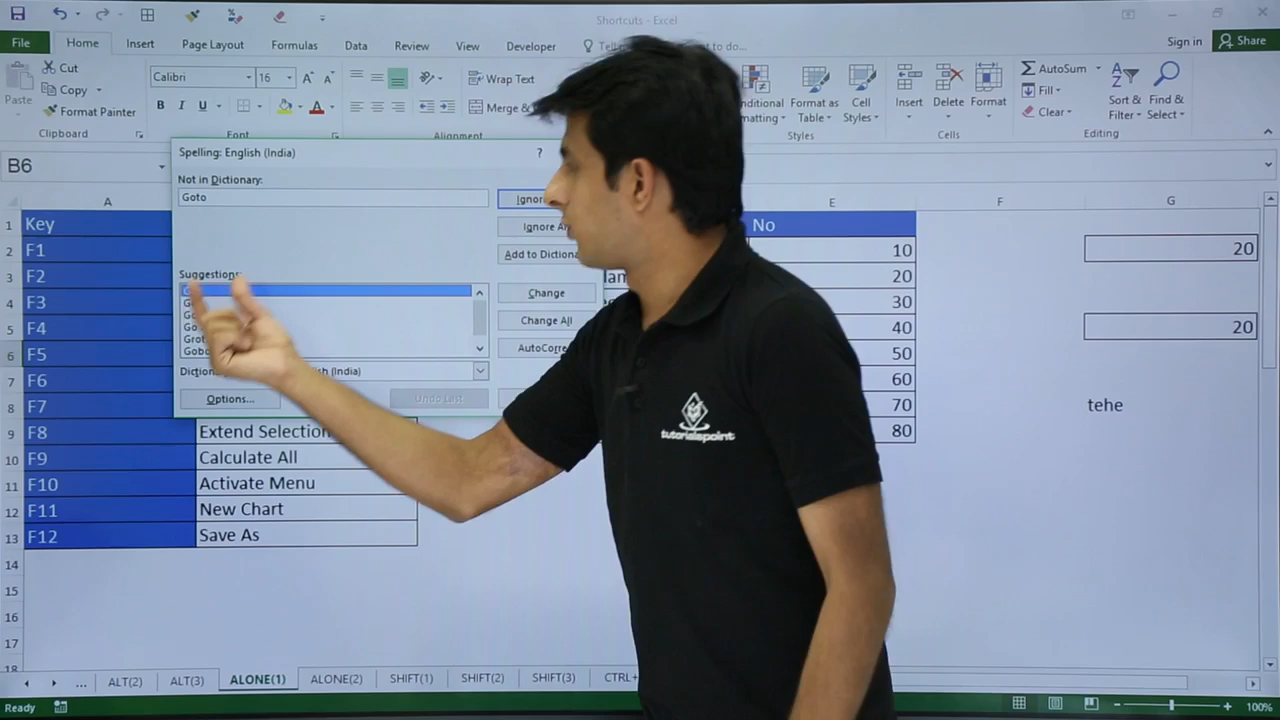 Shortcuts - Excel
File Home Insert Page Layout Formulas Data Review View Developer to do... Sign in Share
Paste Cut Copy Format Painter
Calibri 16
B I U A
Wrap Text
Merge &
Format as Table Cell Styles
Insert Delete Format
AutoSum Fill Clear
Sort & Filter Find & Select
Clipboard Font Alignment Styles Cells Editing
B6
Spelling: English (India) ?
Not in Dictionary:
Goto
Ignore All
Add to Dictionary
Suggestions:
Change
Change All
(India)
Options... Undo Last
A E F G
1 Key No
2 F1 10 20
3 F2 20
4 F3 30
5 F4 40 20
6 F5 50
7 F6 60
8 F7 70 tehe
9 F8 Extend Selection 80
10 F9 Calculate All
11 F10 Activate Menu
12 F11 New Chart
13 F12 Save As
14
15
16
17
18
tutorialspoint
... ALT(2) ALT(3) ALONE(1) ALONE(2) SHIFT(1) SHIFT(2) SHIFT(3)
Ready 100%